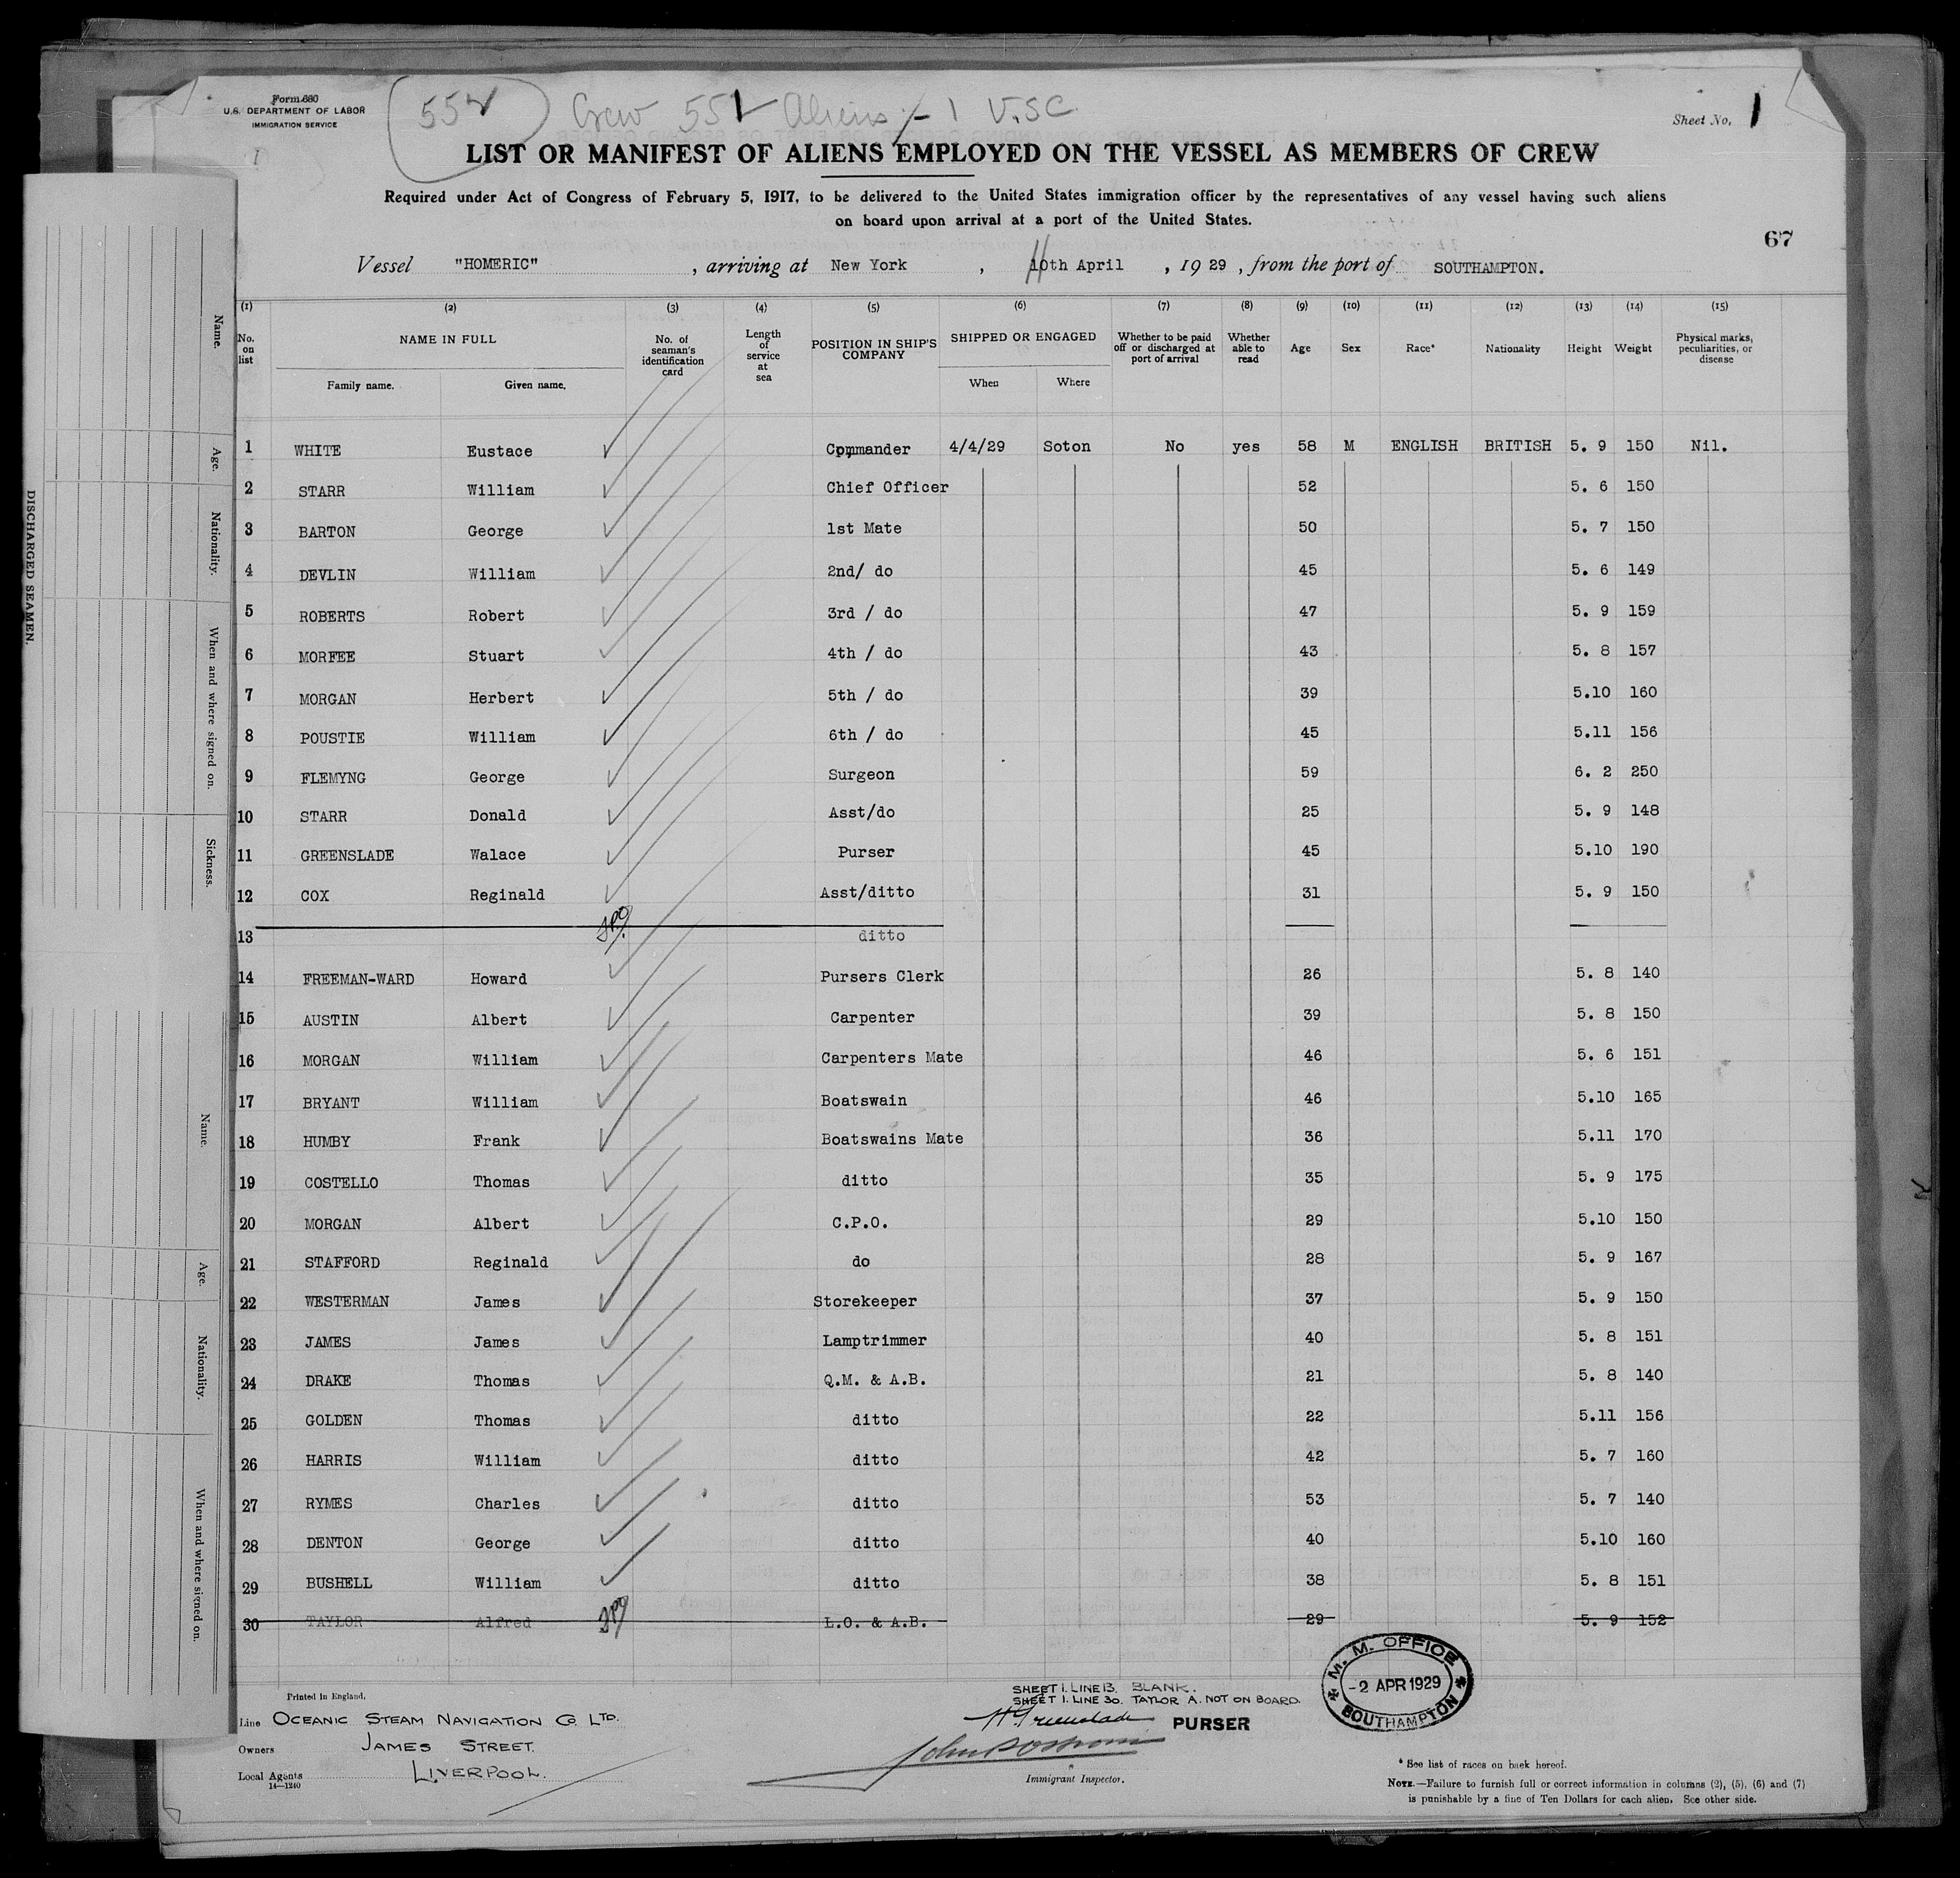 Form 680
U.S. DEPARTMENT OF LABOR
IMMIGRATION SERVICE
552 Crew 551 Aliens / 1 V.S.C.
Sheet No. 1
LIST OR MANIFEST OF ALIENS EMPLOYED ON THE VESSEL AS MEMBERS OF CREW
Required under Act of Congress of February 5, 1917, to be delivered to the United States immigration officer by the representatives of any vessel having such aliens
on board upon arrival at a port of the United States.
67
Vessel "HOMERIC" , arriving at New York , 10th April , 19 29 , from the port of SOUTHAMPTON.
(1) (2) (3) (4) (5) (6) (7) (8) (9) (10) (11) (12) (13) (14) (15)
No. on list NAME IN FULL Family name. Given name. No. of seaman's identification card Length of service at sea POSITION IN SHIP'S COMPANY SHIPPED OR ENGAGED When Where Whether to be paid off or discharged at port of arrival Whether able to read Age Sex Race* Nationality Height Weight Physical marks, peculiarities, or disease
1 WHITE Eustace Commander 4/4/29 Soton No yes 58 M ENGLISH BRITISH 5. 9 150 Nil.
2 STARR William Chief Officer 52 5. 6 150
3 BARTON George 1st Mate 50 5. 7 150
4 DEVLIN William 2nd/ do 45 5. 6 149
5 ROBERTS Robert 3rd / do 47 5. 9 159
6 MORFEE Stuart 4th / do 43 5. 8 157
7 MORGAN Herbert 5th / do 39 5.10 160
8 POUSTIE William 6th / do 45 5.11 156
9 FLEMYNG George Surgeon 59 6. 2 250
10 STARR Donald Asst/do 25 5. 9 148
11 GREENSLADE Walace Purser 45 5.10 190
12 COX Reginald Asst/ditto 31 5. 9 150
13 ditto
14 FREEMAN-WARD Howard Pursers Clerk 26 5. 8 140
15 AUSTIN Albert Carpenter 39 5. 8 150
16 MORGAN William Carpenters Mate 46 5. 6 151
17 BRYANT William Boatswain 46 5.10 165
18 HUMBY Frank Boatswains Mate 36 5.11 170
19 COSTELLO Thomas ditto 35 5. 9 175
20 MORGAN Albert C.P.O. 29 5.10 150
21 STAFFORD Reginald do 28 5. 9 167
22 WESTERMAN James Storekeeper 37 5. 9 150
23 JAMES James Lamptrimmer 40 5. 8 151
24 DRAKE Thomas Q.M. & A.B. 21 5. 8 140
25 GOLDEN Thomas ditto 22 5.11 156
26 HARRIS William ditto 42 5. 7 160
27 RYMES Charles ditto 53 5. 7 140
28 DENTON George ditto 40 5.10 160
29 BUSHELL William ditto 38 5. 8 151
30 TAYLOR Alfred L.O. & A.B. 29 5. 9 152
Printed in England.
SHEET 1. LINE 13. BLANK.
SHEET 1. LINE 30. TAYLOR A. NOT ON BOARD.
Line OCEANIC STEAM NAVIGATION CO. LTD.
Owners JAMES STREET.
Local Agents LIVERPOOL.
14—1240
W Greenslade PURSER
Immigrant Inspector.
M. M. OFFICE
-2 APR 1929
SOUTHAMPTON
* See list of races on back hereof.
NOTE.—Failure to furnish full or correct information in columns (2), (5), (6) and (7)
is punishable by a fine of Ten Dollars for each alien. See other side.
DISCHARGED SEAMEN.
Name.
Age.
Nationality.
When and where signed on.
Sickness.
Name.
Age.
Nationality.
When and where signed on.